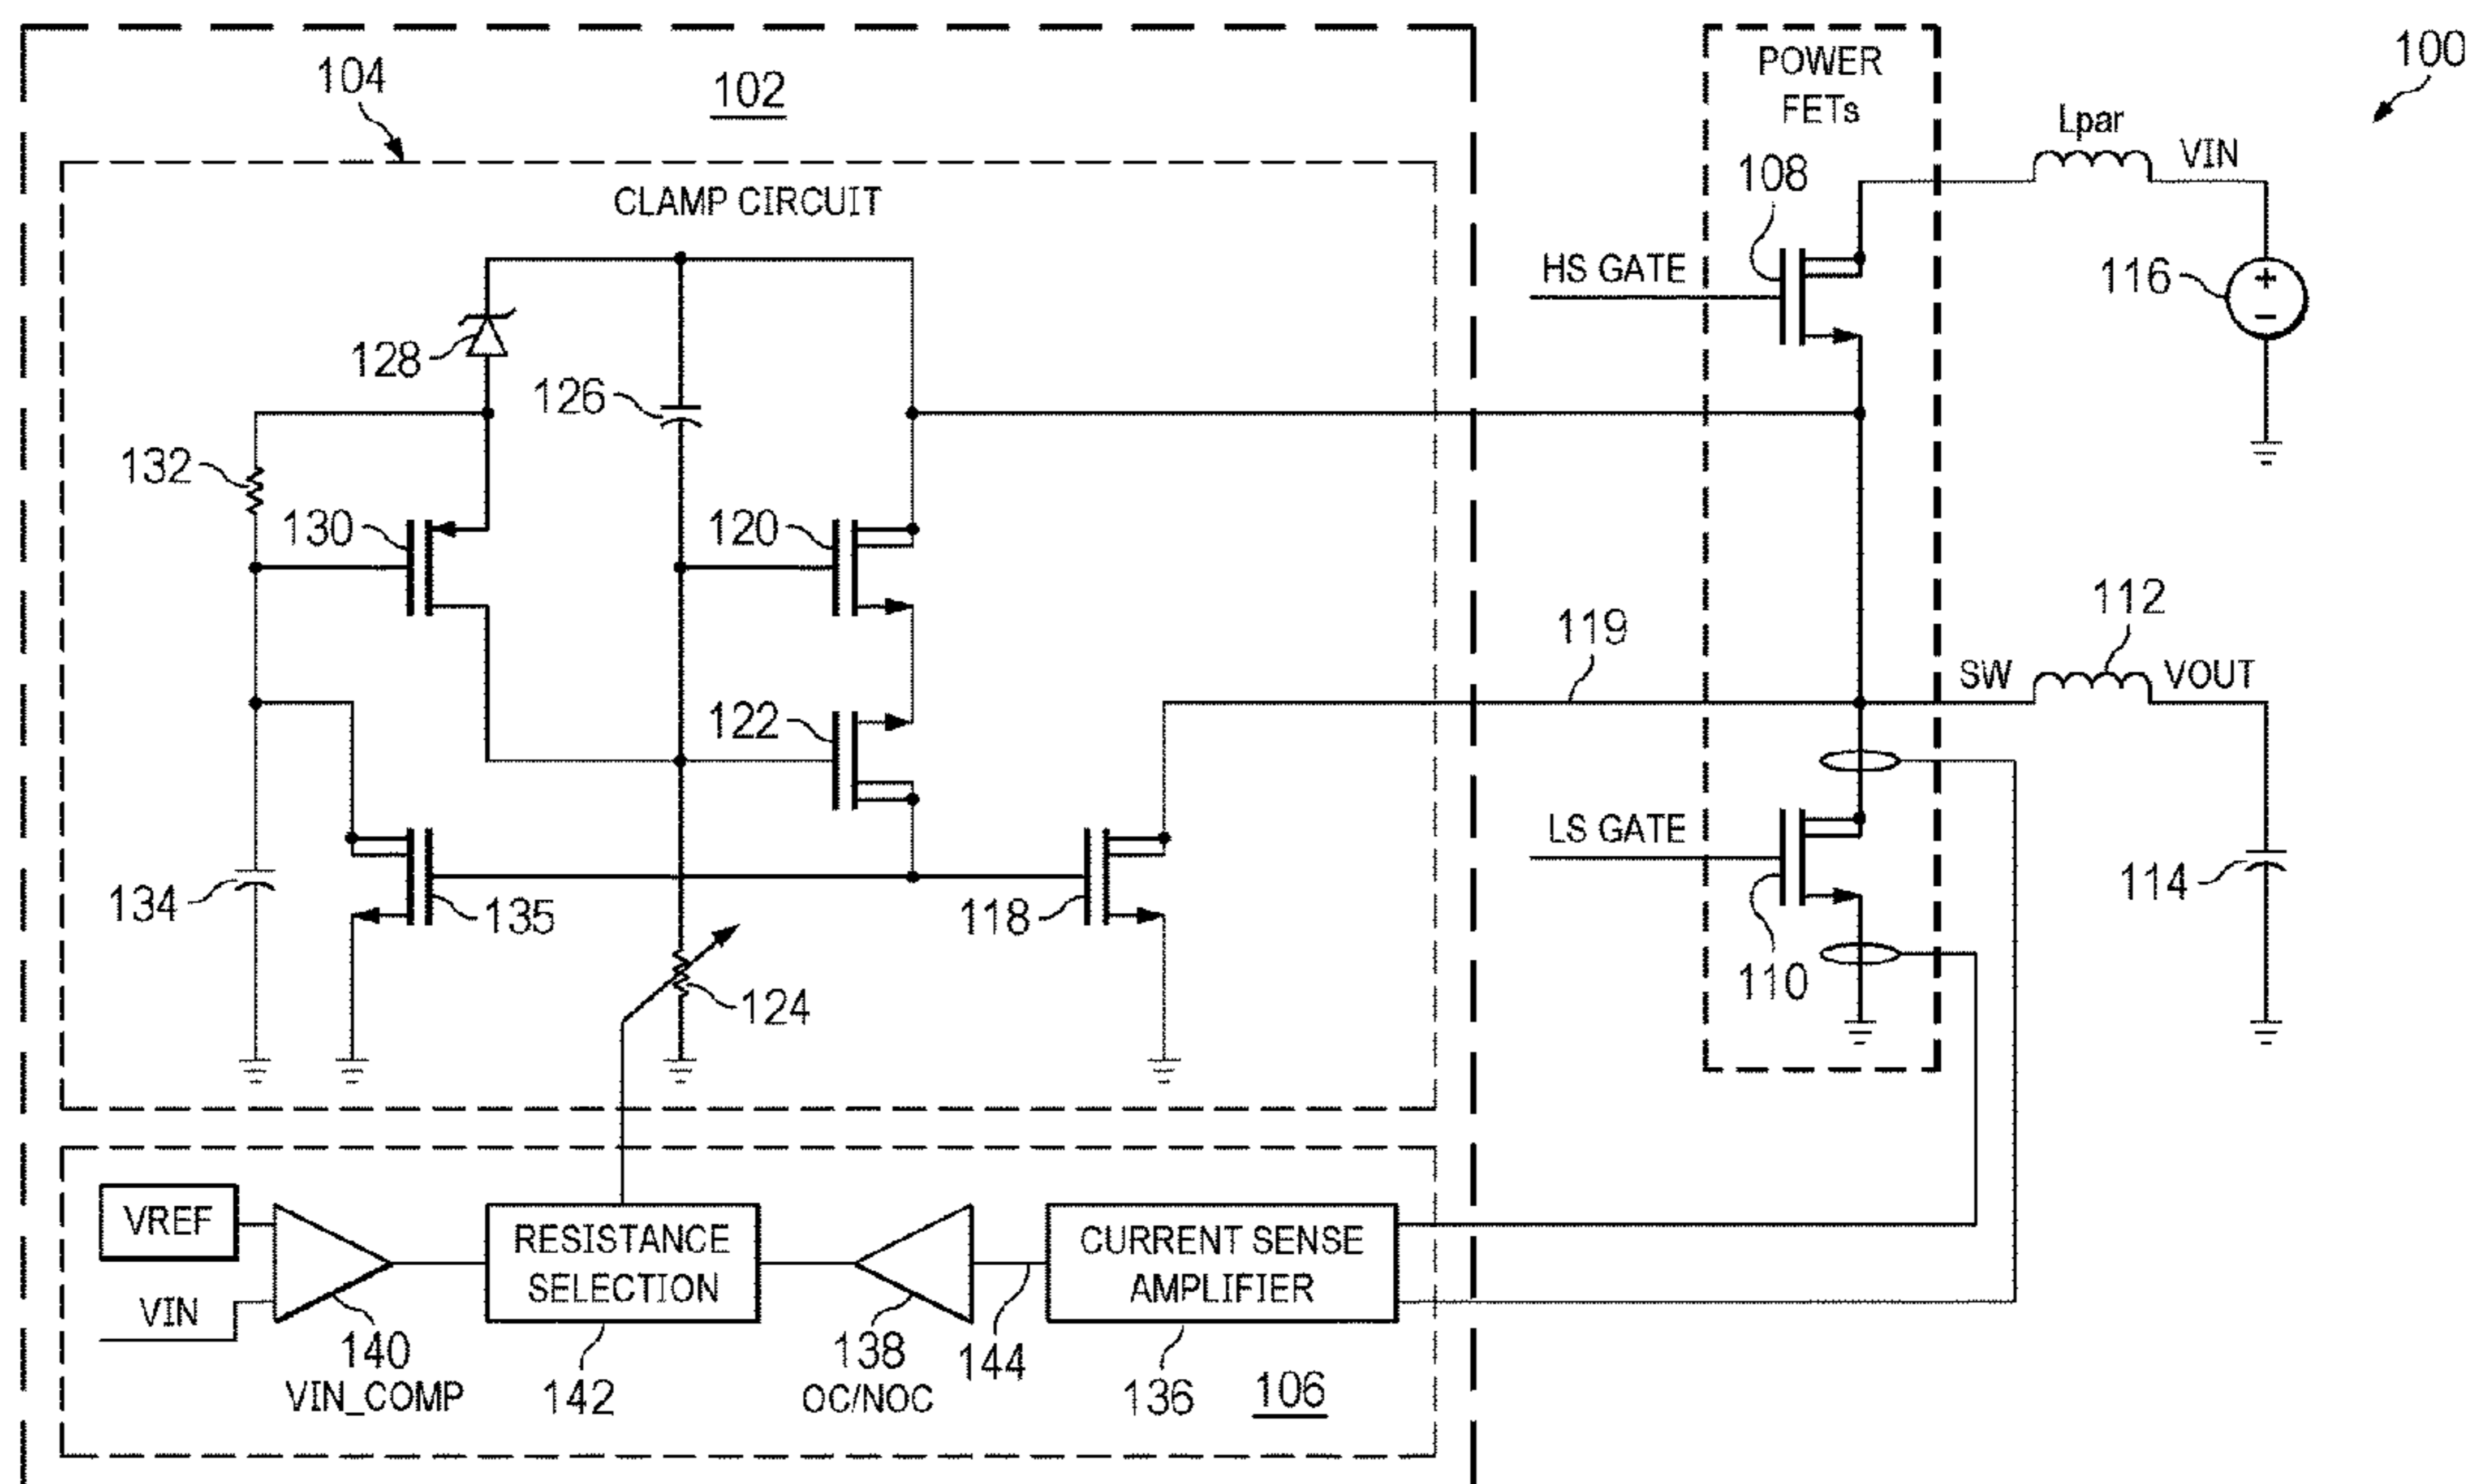 100
104
102
POWER
FETs
Lpar
VIN
108
CLAMP CIRCUIT
HS GATE
116
128
126
132
130
120
119
112
SW
VOUT
122
LS GATE
134
135
118
114
110
124
VREF
RESISTANCE
SELECTION
CURRENT SENSE
AMPLIFIER
VIN
140
VIN_COMP
142
138
OC/NOC
144
136
106